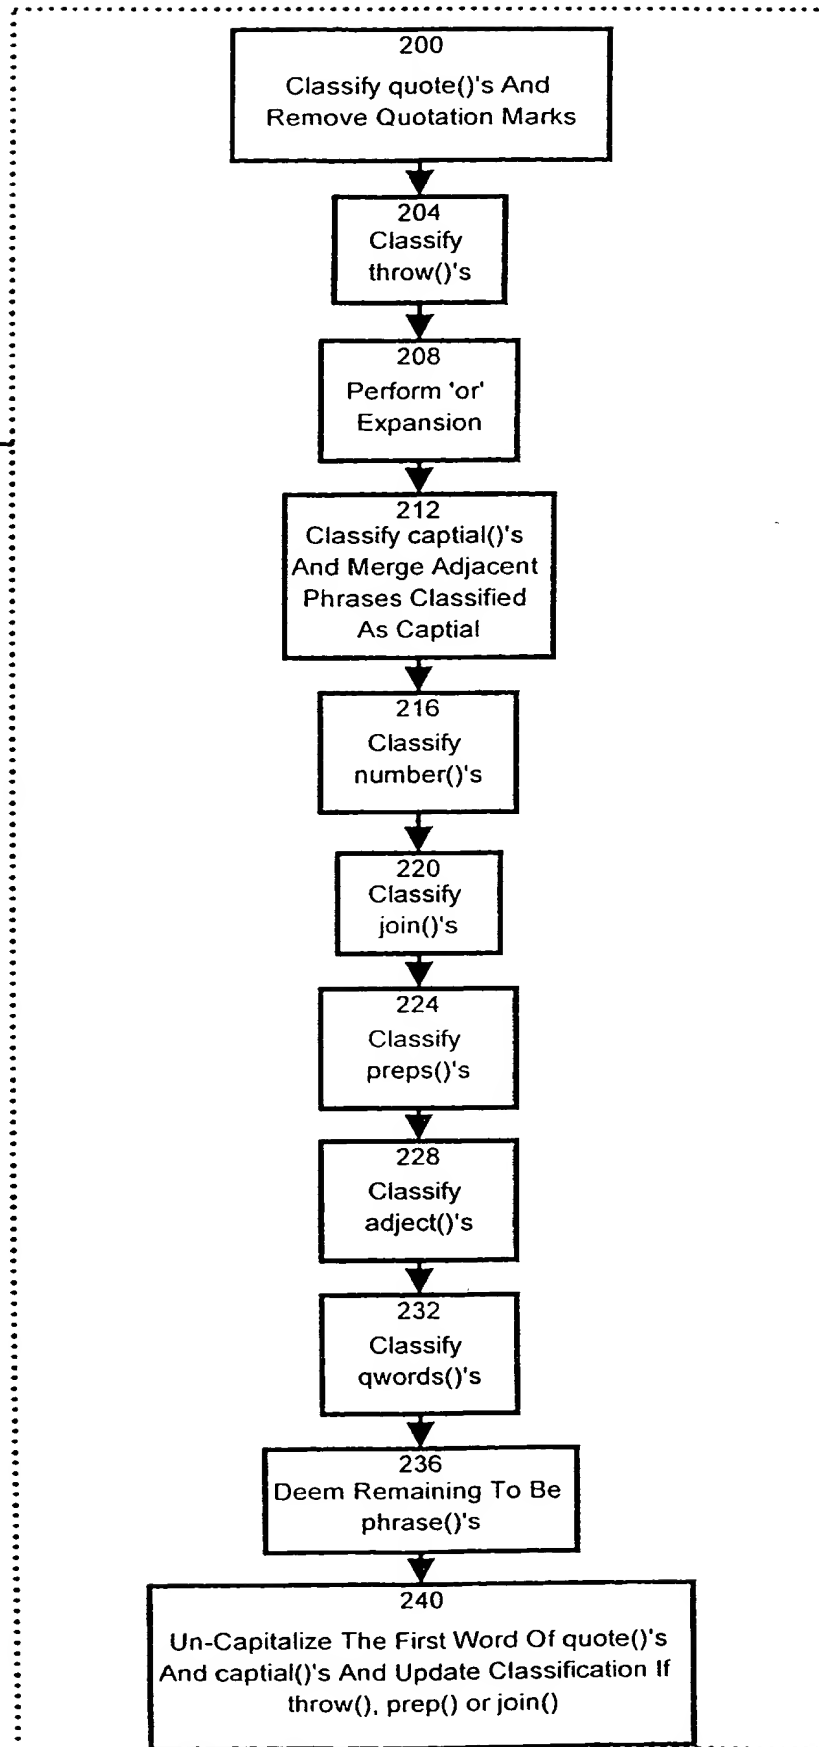 200
Classify quote()'s And
Remove Quotation Marks
204
Classify
throw()'s
208
Perform 'or'
Expansion
212
Classify captial()'s
And Merge Adjacent
Phrases Classified
As Captial
216
Classify
number()'s
220
Classify
join()'s
224
Classify
preps()'s
228
Classify
adject()'s
232
Classify
qwords()'s
236
Deem Remaining To Be
phrase()'s
240
Un-Capitalize The First Word Of quote()'s
And captial()'s And Update Classification If
throw(), prep() or join()